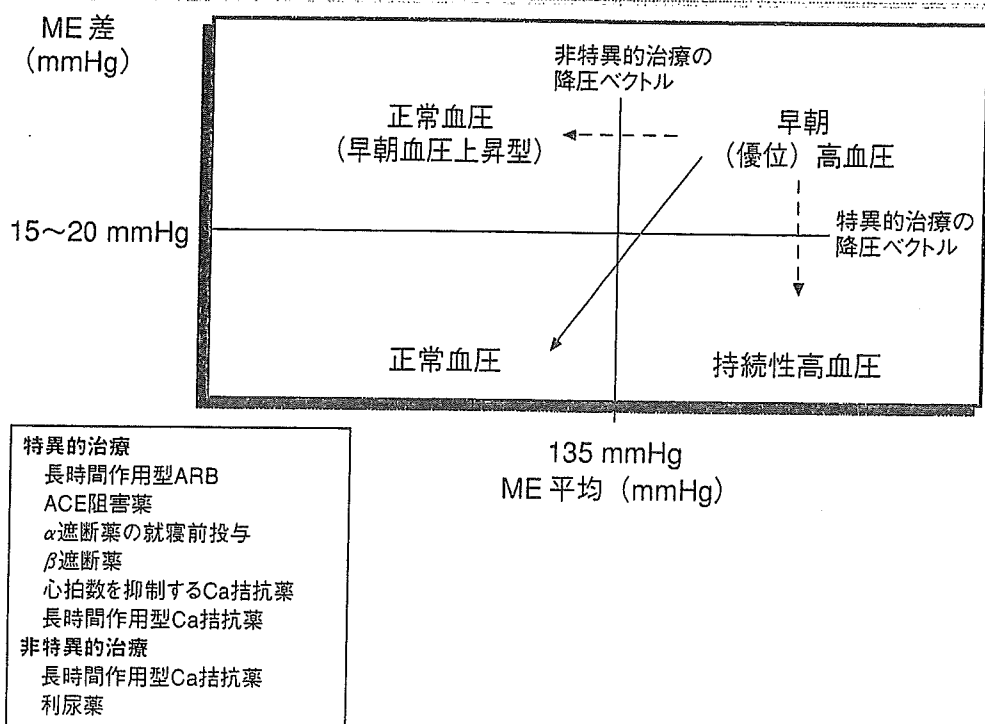 ME 差
（mmHg）
非特異的治療の
降圧ベクトル
正常血圧
（早朝血圧上昇型）
早朝
（優位）高血圧
15～20 mmHg
特異的治療の
降圧ベクトル
正常血圧
持続性高血圧
135 mmHg
ME 平均（mmHg）
特異的治療
長時間作用型ARB
ACE阻害薬
α遮断薬の就寝前投与
β遮断薬
心拍数を抑制するCa拮抗薬
長時間作用型Ca拮抗薬
非特異的治療
長時間作用型Ca拮抗薬
利尿薬